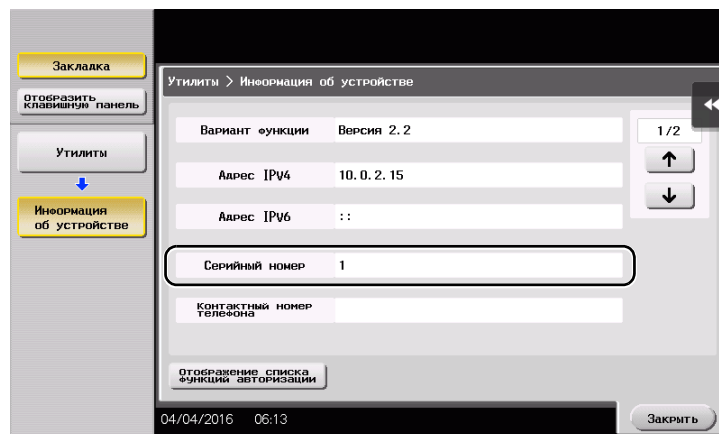 Закладка
Отобразить
клавишную панель
Утилиты
Информация
об устройстве
Утилиты > Информация об устройстве
Вариант функции Версия 2.2
1/2
Адрес IPv4 10.0.2.15
Адрес IPv6 ::
Серийный номер 1
Контактный номер
телефона
Отображение списка
функций авторизации
04/04/2016 06:13
Закрыть